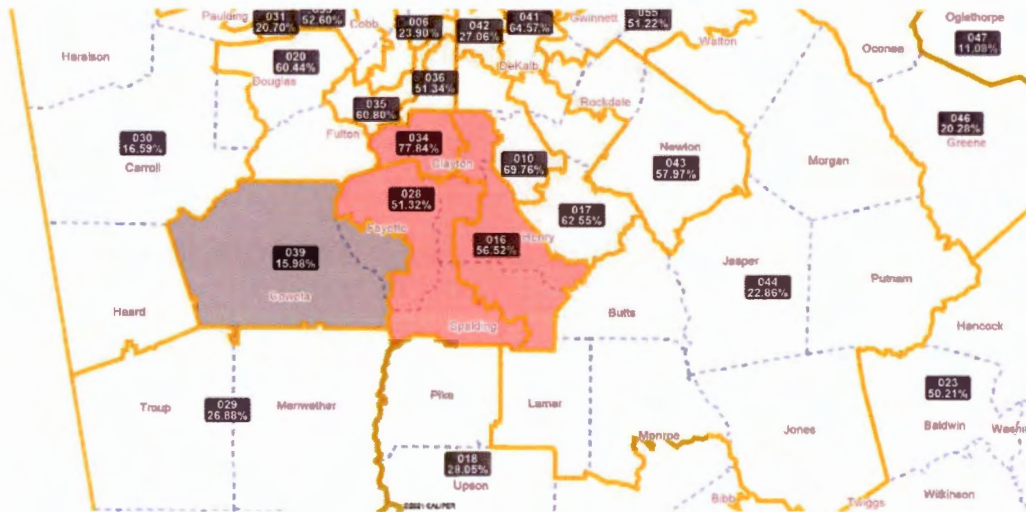 Paulding
031
20.70%
52.60%
Cobb
006
23.90%
042
27.06%
041
64.57%
Gwinnett
055
51.22%
Walton
Oglethorpe
047
11.08%
Oconee
020
60.44%
Douglas
036
51.34%
DeKalb
035
60.80%
Rockdale
Fulton
030
16.59%
Carroll
034
77.84%
Clayton
010
69.76%
Newton
043
57.97%
Morgan
046
20.28%
Greene
028
51.32%
Fayette
017
62.55%
016
56.52%
Henry
039
15.98%
Coweta
Jasper
044
22.86%
Putnam
Heard
Spalding
Butts
Hancock
Troup
029
26.88%
Meriwether
Pike
Lamar
Monroe
Jones
023
50.21%
Baldwin
018
28.05%
Upson
Bibb
Twiggs
Wilkinson
©2021 CALIPER